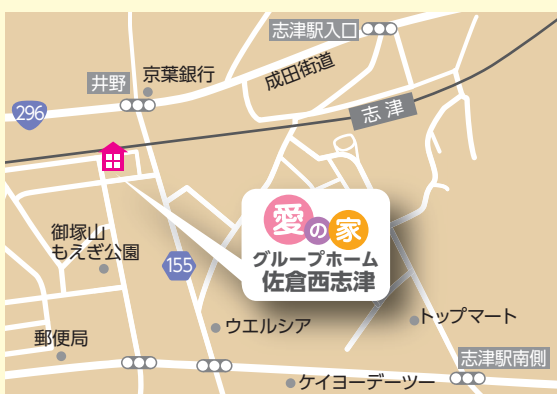 志津駅入口
成田街道
京葉銀行
井野
296
志津
愛の家
グループホーム
佐倉西志津
御塚山
もえぎ公園
155
ウエルシア
トップマート
郵便局
志津駅南側
ケイヨーデーツー